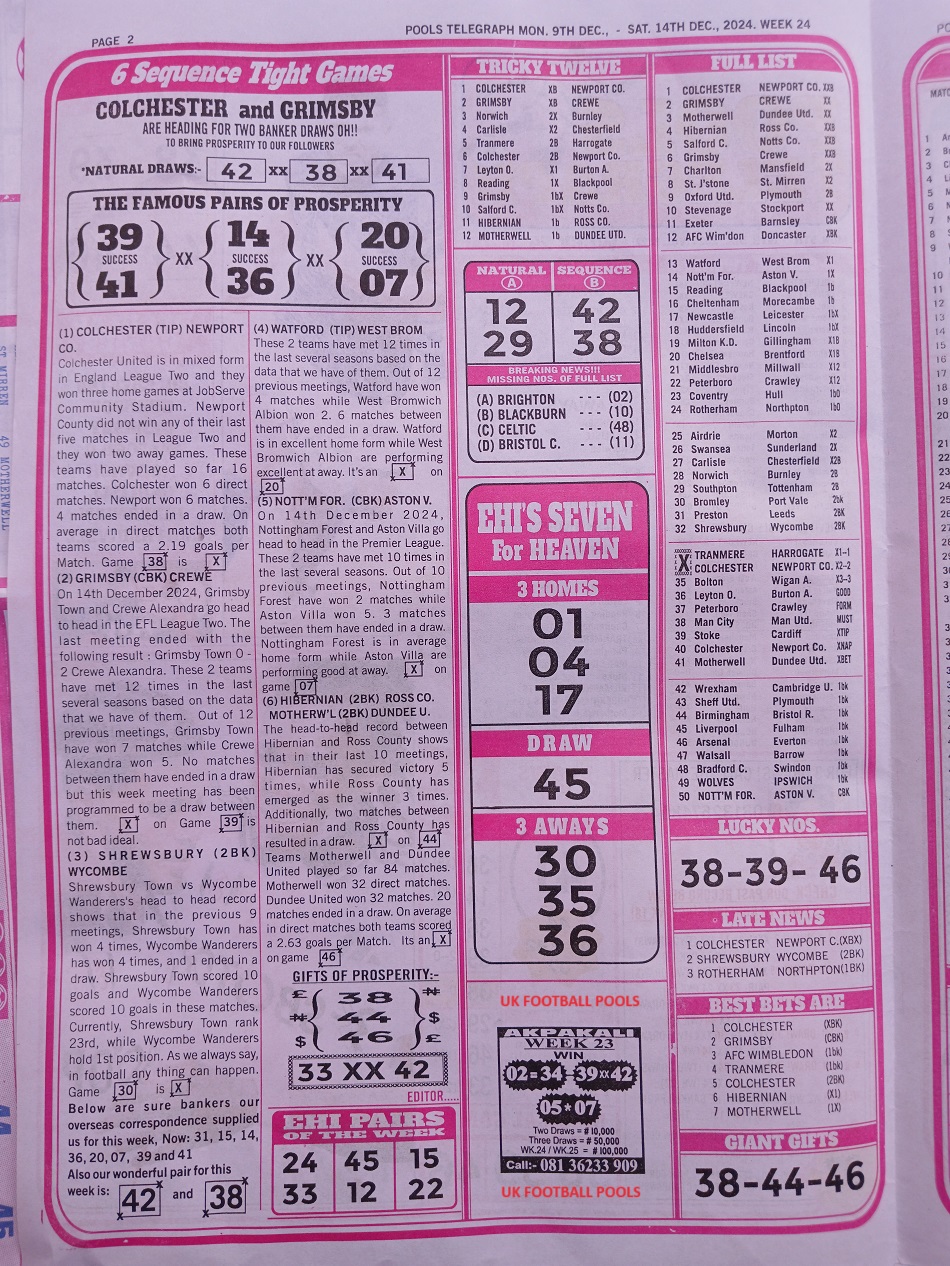 PAGE 2
POOLS TELEGRAPH MON. 9TH DEC., - SAT. 14TH DEC., 2024. WEEK 24
6 Sequence Tight Games
COLCHESTER and GRIMSBY
ARE HEADING FOR TWO BANKER DRAWS OH!!
TO BRING PROSPERITY TO OUR FOLLOWERS
*NATURAL DRAWS:- 42 xx 38 xx 41
THE FAMOUS PAIRS OF PROSPERITY
39 14 20
SUCCESS XX SUCCESS XX SUCCESS
41 36 07
(1) COLCHESTER (TIP) NEWPORT
CO.
Colchester United is in mixed form
in England League Two and they
won three home games at JobServe
Community Stadium. Newport
County did not win any of their last
five matches in League Two and
they won two away games. These
teams have played so far 16
matches. Colchester won 6 direct
matches. Newport won 6 matches.
4 matches ended in a draw. On
average in direct matches both
teams scored a 2.19 goals per
Match. Game 38 is X
(2) GRIMSBY (CBK) CREWE
On 14th December 2024, Grimsby
Town and Crewe Alexandra go head
to head in the EFL League Two. The
last meeting ended with the
following result : Grimsby Town 0 -
2 Crewe Alexandra. These 2 teams
have met 12 times in the last
several seasons based on the data
that we have of them. Out of 12
previous meetings, Grimsby Town
have won 7 matches while Crewe
Alexandra won 5. No matches
between them have ended in a draw
but this week meeting has been
programmed to be a draw between
them. X on Game 39 is
not bad ideal.
(3) SHREWSBURY (2BK)
WYCOMBE
Shrewsbury Town vs Wycombe
Wanderers's head to head record
shows that in the previous 9
meetings, Shrewsbury Town has
won 4 times, Wycombe Wanderers
has won 4 times, and 1 ended in a
draw. Shrewsbury Town scored 10
goals and Wycombe Wanderers
scored 10 goals in these matches.
Currently, Shrewsbury Town rank
23rd, while Wycombe Wanderers
hold 1st position. As we always say,
in football any thing can happen.
Game 30 is X
Below are sure bankers our
overseas correspondence supplied
us for this week, Now: 31, 15, 14,
36, 20, 07, 39 and 41
Also our wonderful pair for this
week is: 42 and 38
(4) WATFORD (TIP) WEST BROM
These 2 teams have met 12 times in
the last several seasons based on the
data that we have of them. Out of 12
previous meetings, Watford have won
4 matches while West Bromwich
Albion won 2. 6 matches between
them have ended in a draw. Watford
is in excellent home form while West
Bromwich Albion are performing
excellent at away. It's an X on
20
(5) NOTT'M FOR. (CBK) ASTON V.
On 14th December 2024,
Nottingham Forest and Aston Villa go
head to head in the Premier League.
These 2 teams have met 10 times in
the last several seasons. Out of 10
previous meetings, Nottingham
Forest have won 2 matches while
Aston Villa won 5. 3 matches
between them have ended in a draw.
Nottingham Forest is in average
home form while Aston Villa are
performing good at away. X on
game 07
(6) HIBERNIAN (2BK) ROSS CO.
MOTHERW'L (2BK) DUNDEE U.
The head-to-head record between
Hibernian and Ross County shows
that in their last 10 meetings,
Hibernian has secured victory 5
times, while Ross County has
emerged as the winner 3 times.
Additionally, two matches between
Hibernian and Ross County has
resulted in a draw. X on 44
Teams Motherwell and Dundee
United played so far 84 matches.
Motherwell won 32 direct matches.
Dundee United won 32 matches. 20
matches ended in a draw. On average
in direct matches both teams scored
a 2.63 goals per Match. Its an X
on game 46
GIFTS OF PROSPERITY:-
£ 38 ₦
₦ 44 $
$ 46 £
33 XX 42
EDITOR.....
EHI PAIRS
OF THE WEEK
24 45 15
33 12 22
TRICKY TWELVE
1 COLCHESTER XB NEWPORT CO.
2 GRIMSBY XB CREWE
3 Norwich 2X Burnley
4 Carlisle X2 Chesterfield
5 Tranmere 2B Harrogate
6 Colchester 2B Newport Co.
7 Leyton O. X1 Burton A.
8 Reading 1X Blackpool
9 Grimsby 1bX Crewe
10 Salford C. 1bX Notts Co.
11 HIBERNIAN 1b ROSS CO.
12 MOTHERWELL 1b DUNDEE UTD.
NATURAL SEQUENCE
A B
12 42
29 38
BREAKING NEWS!!!
MISSING NOS. OF FULL LIST
(A) BRIGHTON - - - (02)
(B) BLACKBURN - - - (10)
(C) CELTIC - - - (48)
(D) BRISTOL C. - - - (11)
EHI'S SEVEN
For HEAVEN
3 HOMES
01
04
17
DRAW
45
3 AWAYS
30
35
36
UK FOOTBALL POOLS
AKPAKALI
WEEK 23
WIN
02=34 39xx42
05*07
Two Draws = # 10,000
Three Draws = # 50,000
WK.24 / WK.25 = # 100,000
Call:- 081 36233 909
UK FOOTBALL POOLS
FULL LIST
1 COLCHESTER NEWPORT CO. XXB
2 GRIMSBY CREWE XX
3 Motherwell Dundee Utd. XX
4 Hibernian Ross Co. XXB
5 Salford C. Notts Co. XXB
6 Grimsby Crewe XXB
7 Charlton Mansfield 2X
8 St. J'stone St. Mirren X2
9 Oxford Utd. Plymouth 2B
10 Stevenage Stockport XX
11 Exeter Barnsley CBK
12 AFC Wim'don Doncaster XBK
13 Watford West Brom X1
14 Nott'm For. Aston V. 1X
15 Reading Blackpool 1b
16 Cheltenham Morecambe 1b
17 Newcastle Leicester 1bX
18 Huddersfield Lincoln 1bX
19 Milton K.D. Gillingham X1B
20 Chelsea Brentford X1B
21 Middlesbro Millwall X12
22 Peterboro Crawley X12
23 Coventry Hull 1b0
24 Rotherham Northpton 1b0
25 Airdrie Morton X2
26 Swansea Sunderland 2X
27 Carlisle Chesterfield X2B
28 Norwich Burnley 2B
29 Southpton Tottenham 2B
30 Bromley Port Vale 2bk
31 Preston Leeds 2BK
32 Shrewsbury Wycombe 2BK
X TRANMERE HARROGATE X1-1
COLCHESTER NEWPORT CO. X2-2
35 Bolton Wigan A. X3-3
36 Leyton O. Burton A. GOOD
37 Peterboro Crawley FORM
38 Man City Man Utd. MUST
39 Stoke Cardiff XTIP
40 Colchester Newport Co. XNAP
41 Motherwell Dundee Utd. XBET
42 Wrexham Cambridge U. 1bk
43 Sheff Utd. Plymouth 1bk
44 Birmingham Bristol R. 1bk
45 Liverpool Fulham 1bk
46 Arsenal Everton 1bk
47 Walsall Barrow 1bk
48 Bradford C. Swindon 1bk
49 WOLVES IPSWICH 1bk
50 NOTT'M FOR. ASTON V. CBK
LUCKY NOS.
38-39- 46
LATE NEWS
1 COLCHESTER NEWPORT C.(XBX)
2 SHREWSBURY WYCOMBE (2BK)
3 ROTHERHAM NORTHPTON(1BK)
BEST BETS ARE
1 COLCHESTER (XBK)
2 GRIMSBY (CBK)
3 AFC WIMBLEDON (1bk)
4 TRANMERE (1bk)
5 COLCHESTER (2BK)
6 HIBERNIAN (X1)
7 MOTHERWELL (1X)
GIANT GIFTS
38-44-46
ST MIRREN 49 MOTHERWELL